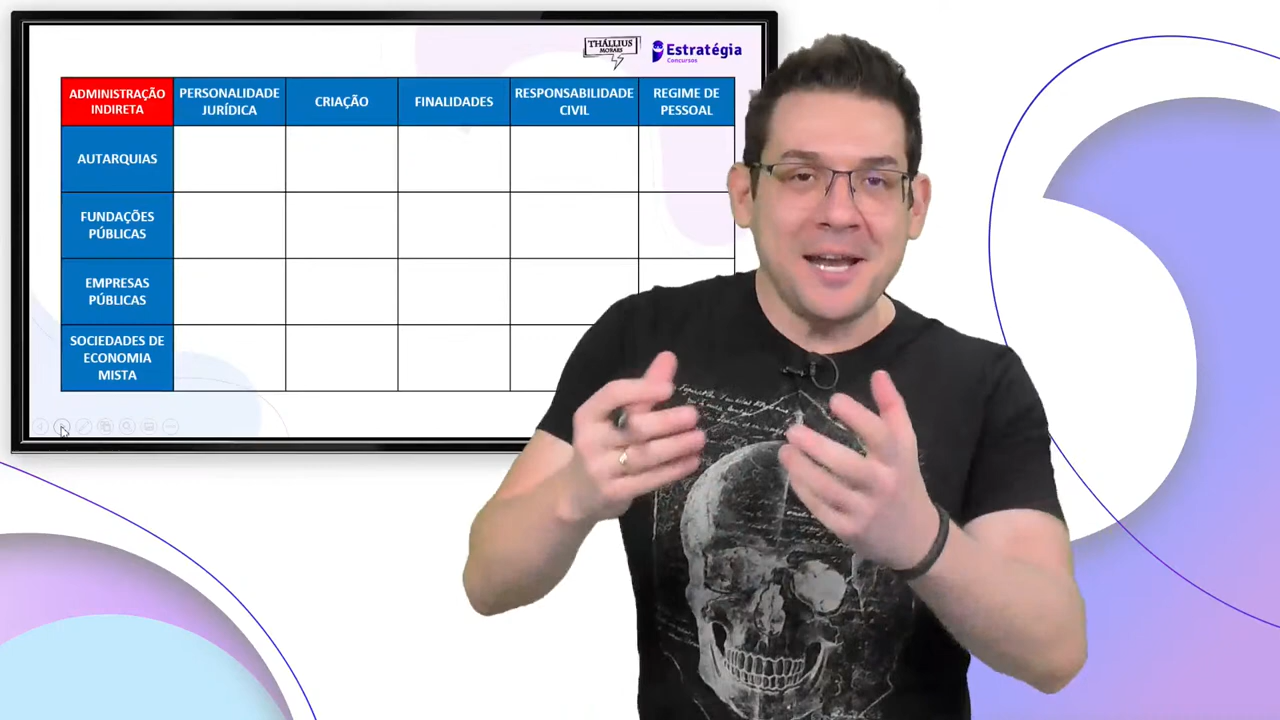 THÁLLIUS
MORAES
Estratégia
Concursos
ADMINISTRAÇÃO
INDIRETA
PERSONALIDADE
JURÍDICA
CRIAÇÃO
FINALIDADES
RESPONSABILIDADE
CIVIL
REGIME DE
PESSOAL
AUTARQUIAS
FUNDAÇÕES
PÚBLICAS
EMPRESAS
PÚBLICAS
SOCIEDADES DE
ECONOMIA
MISTA